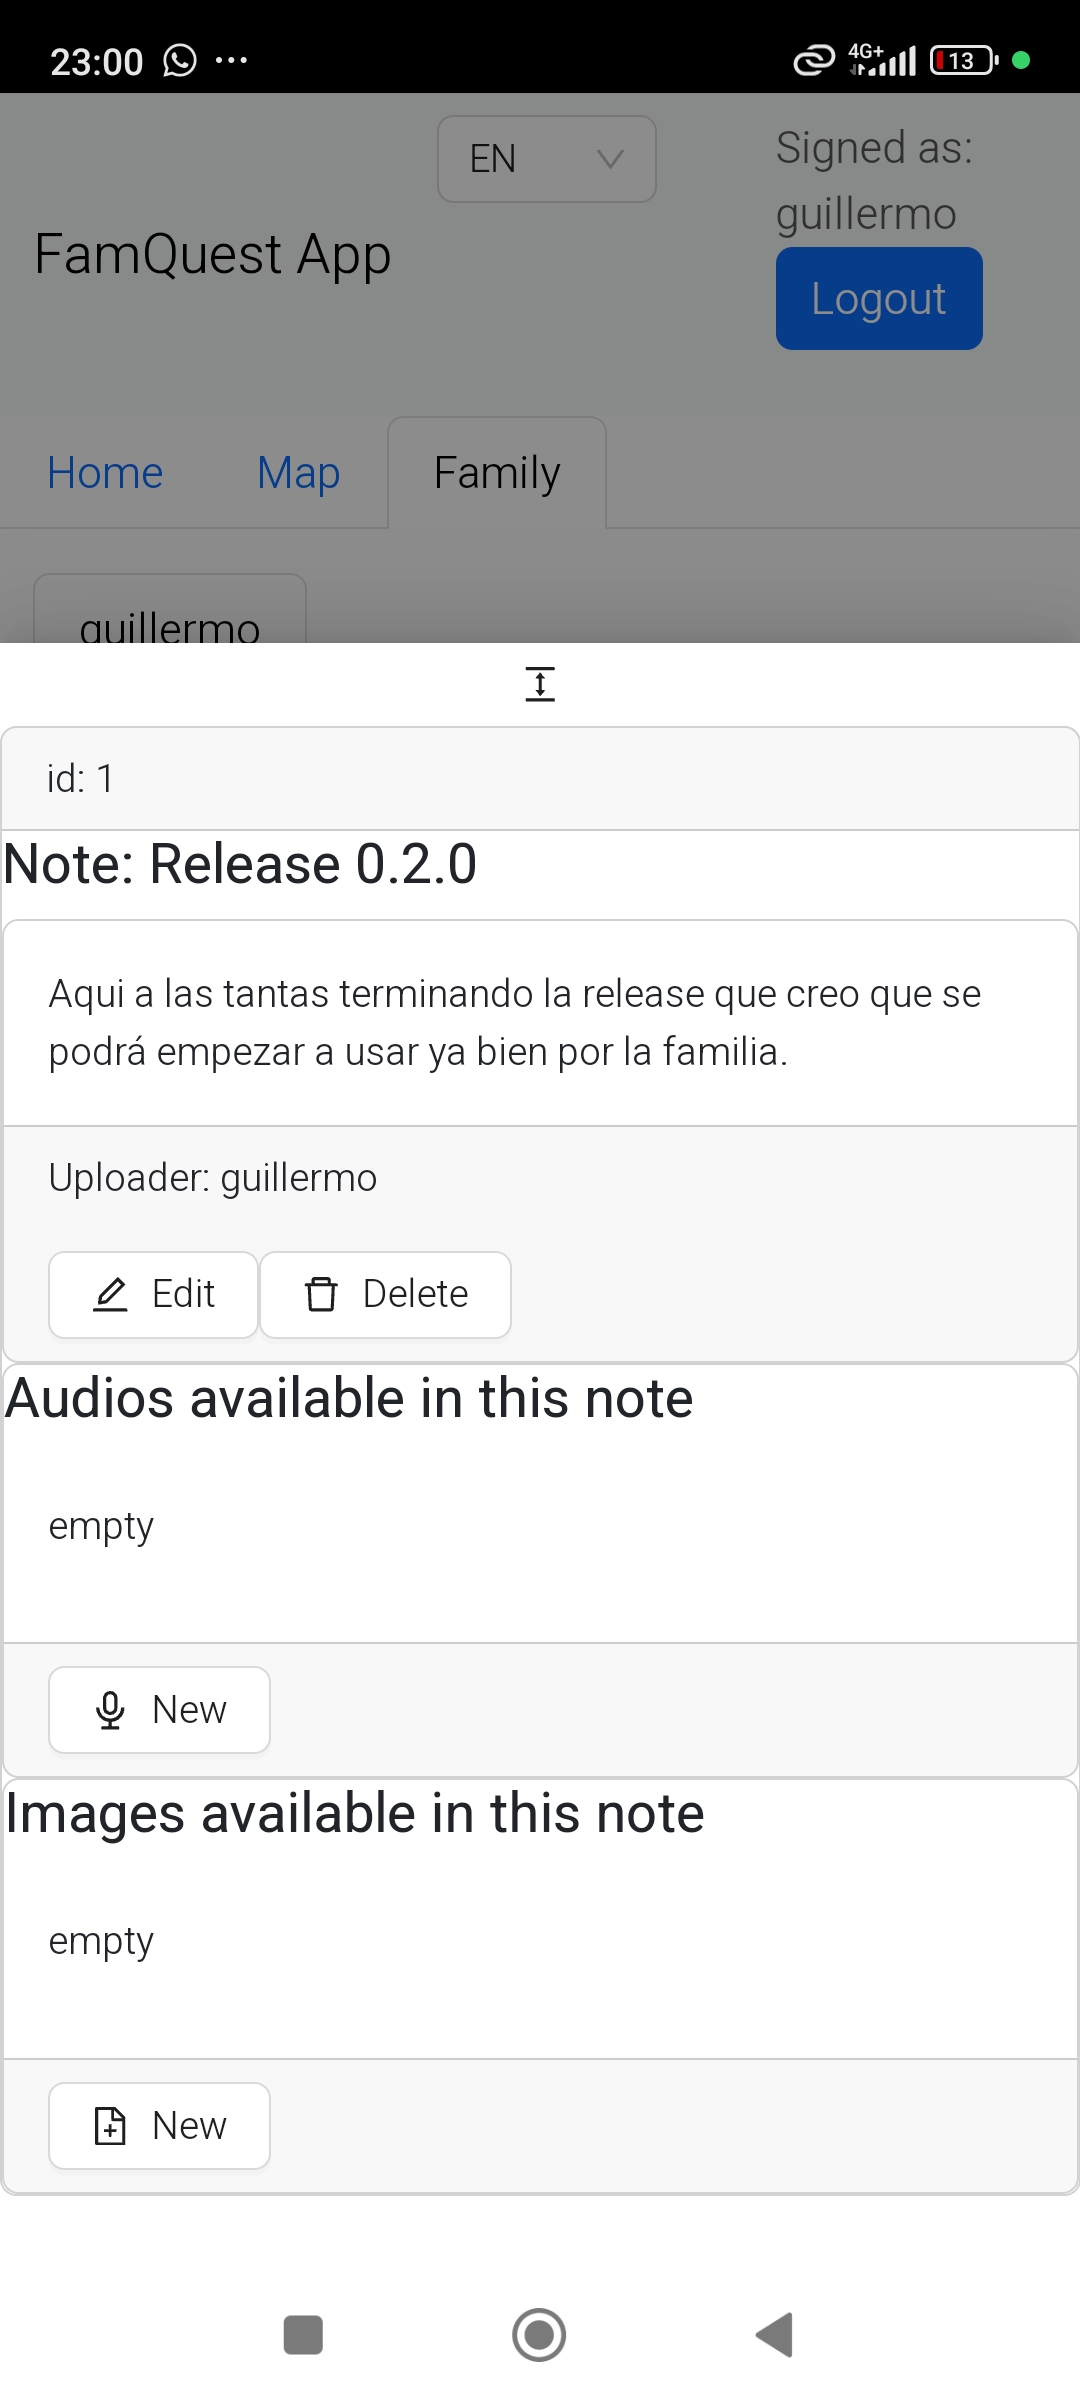 23:00 ... 4G+ 13
EN
Signed as:
guillermo
FamQuest App
Logout
Home Map Family
guillermo
id: 1
Note: Release 0.2.0
Aqui a las tantas terminando la release que creo que se
podrá empezar a usar ya bien por la familia.
Uploader: guillermo
Edit Delete
Audios available in this note
empty
New
Images available in this note
empty
New